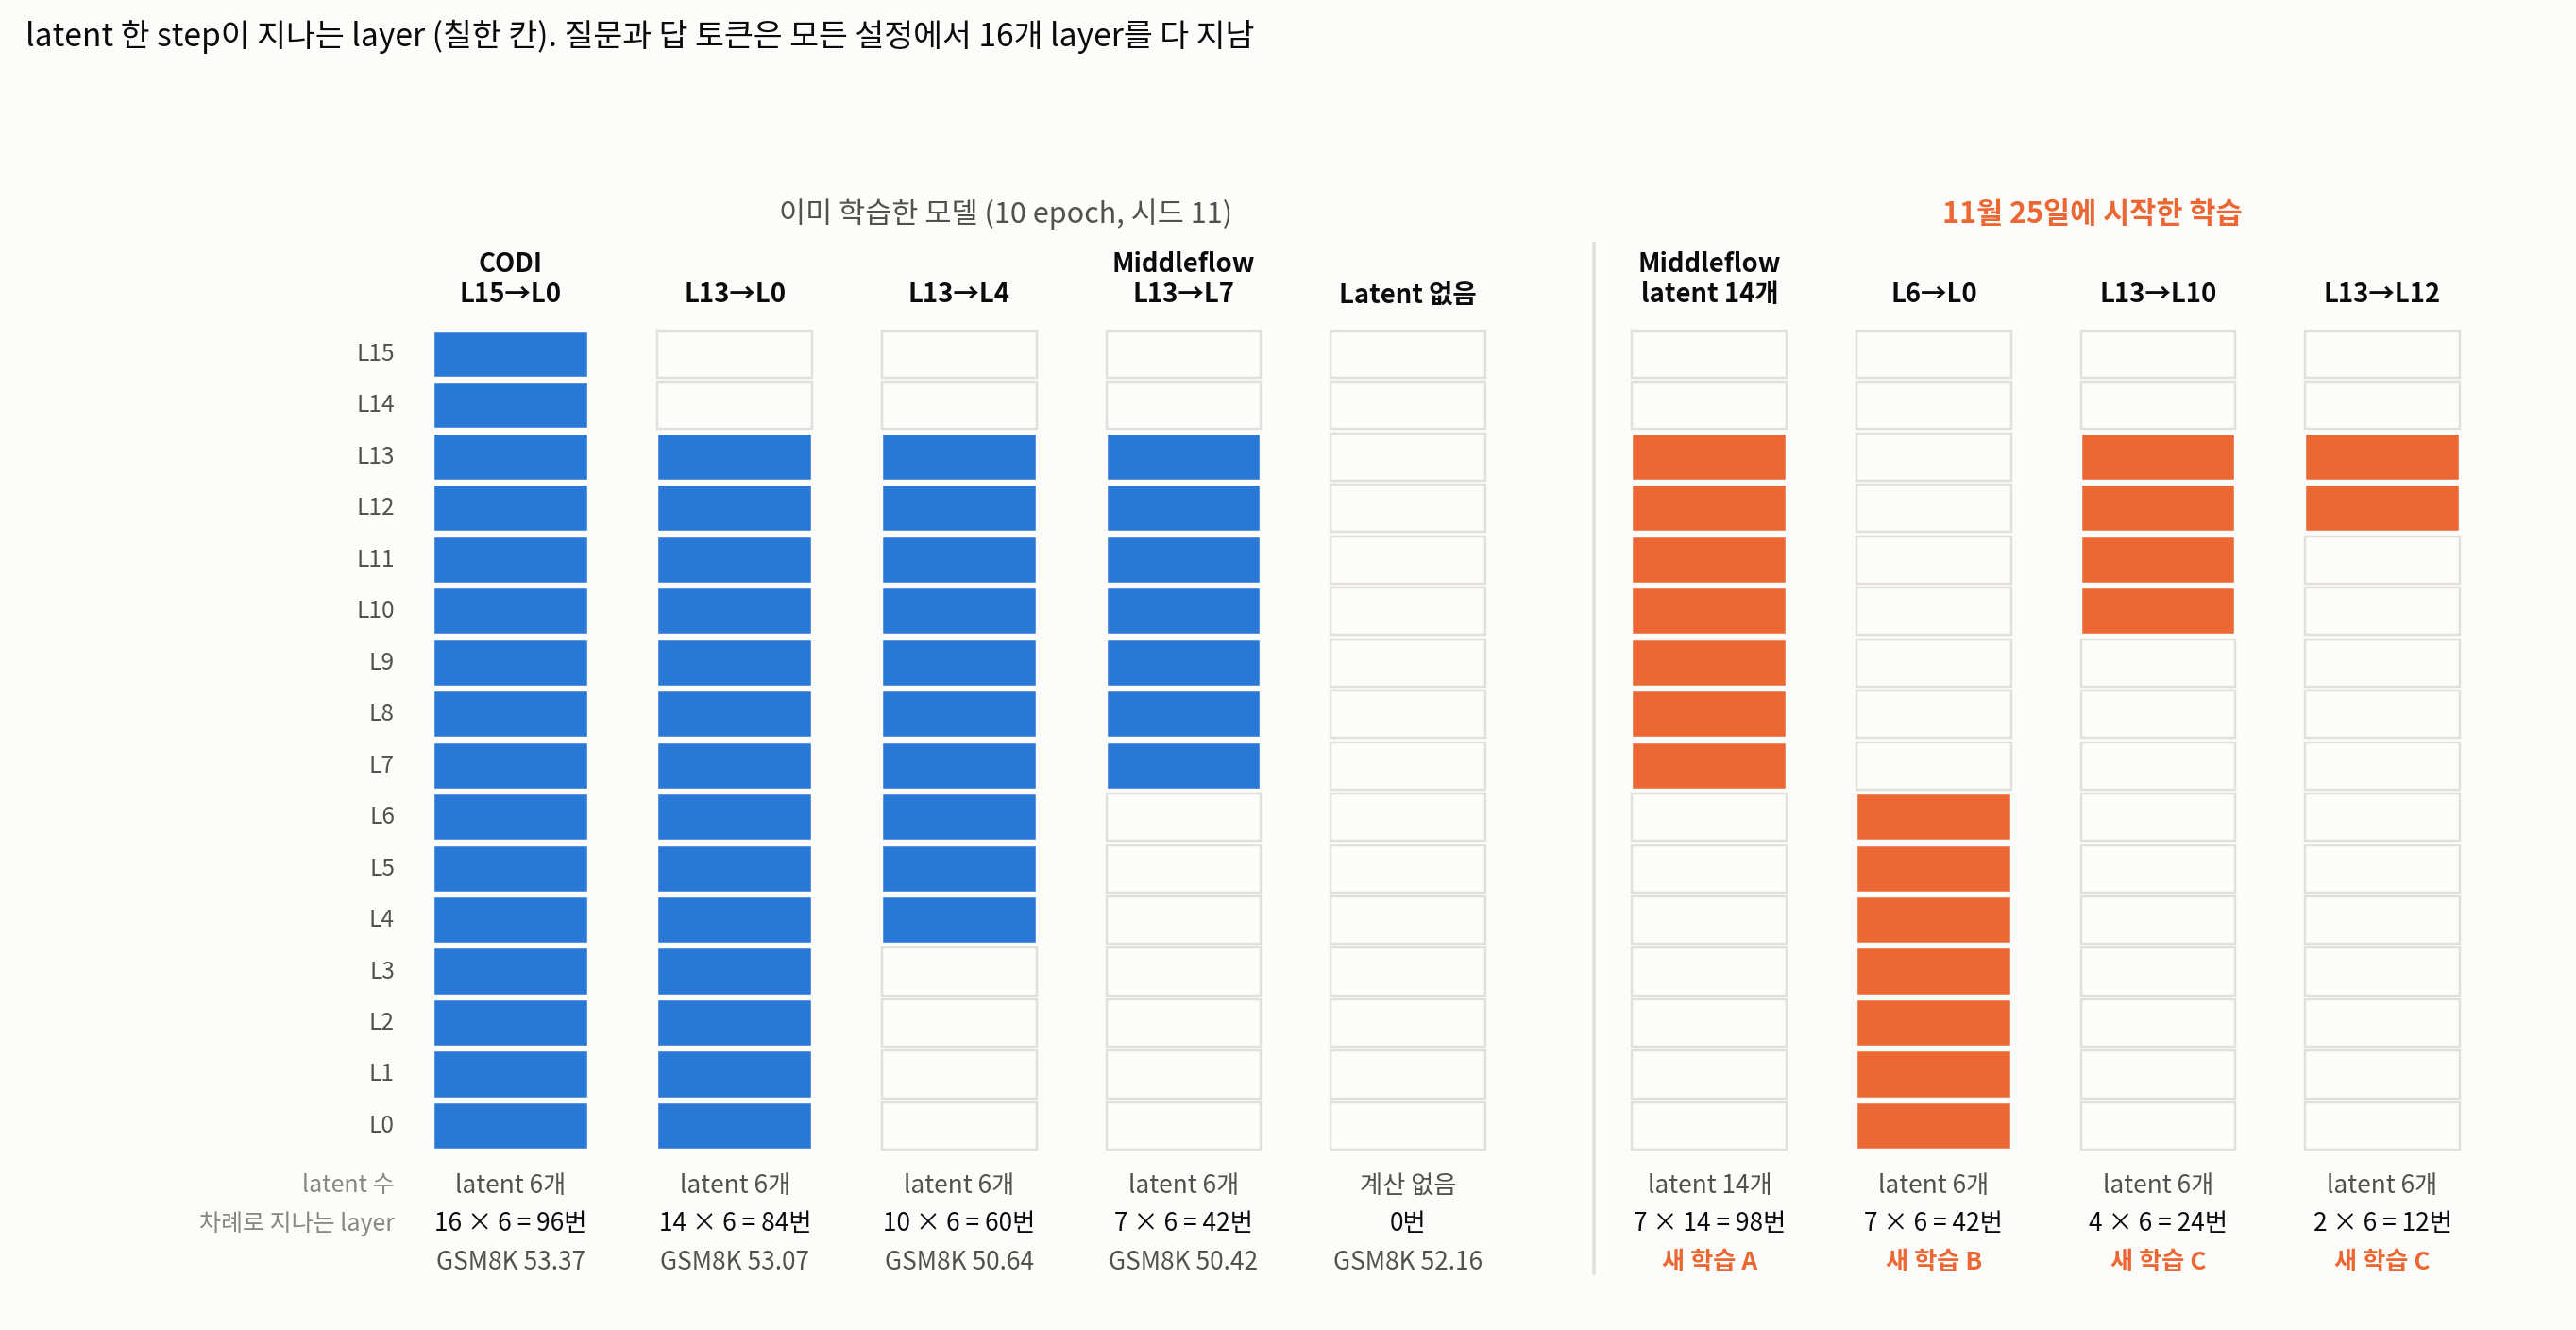 latent 한 step이 지나는 layer (칠한 칸). 질문과 답 토큰은 모든 설정에서 16개 layer를 다 지남
이미 학습한 모델 (10 epoch, 시드 11)
11월 25일에 시작한 학습
CODI
L15→L0
L13→L0
L13→L4
Middleflow
L13→L7
Latent 없음
Middleflow
latent 14개
L6→L0
L13→L10
L13→L12
L15
L14
L13
L12
L11
L10
L9
L8
L7
L6
L5
L4
L3
L2
L1
L0
latent 수
latent 6개
latent 6개
latent 6개
latent 6개
계산 없음
latent 14개
latent 6개
latent 6개
latent 6개
차례로 지나는 layer
16 × 6 = 96번
14 × 6 = 84번
10 × 6 = 60번
7 × 6 = 42번
0번
7 × 14 = 98번
7 × 6 = 42번
4 × 6 = 24번
2 × 6 = 12번
GSM8K 53.37
GSM8K 53.07
GSM8K 50.64
GSM8K 50.42
GSM8K 52.16
새 학습 A
새 학습 B
새 학습 C
새 학습 C